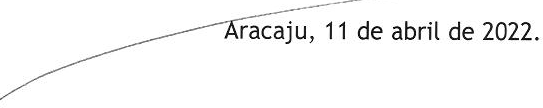 Aracaju, 11 de abril de 2022.